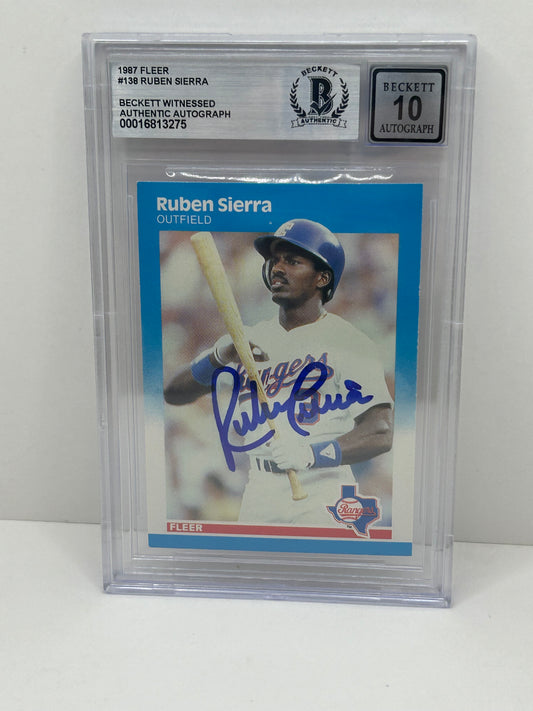 1987 FLEER
#138 RUBEN SIERRA
BECKETT WITNESSED
AUTHENTIC AUTOGRAPH
00016813275
BECKETT
B
AUTHENTIC
BECKETT
10
AUTOGRAPH
Ruben Sierra
OUTFIELD
Rangers
Ruben Sierra
Rangers
FLEER